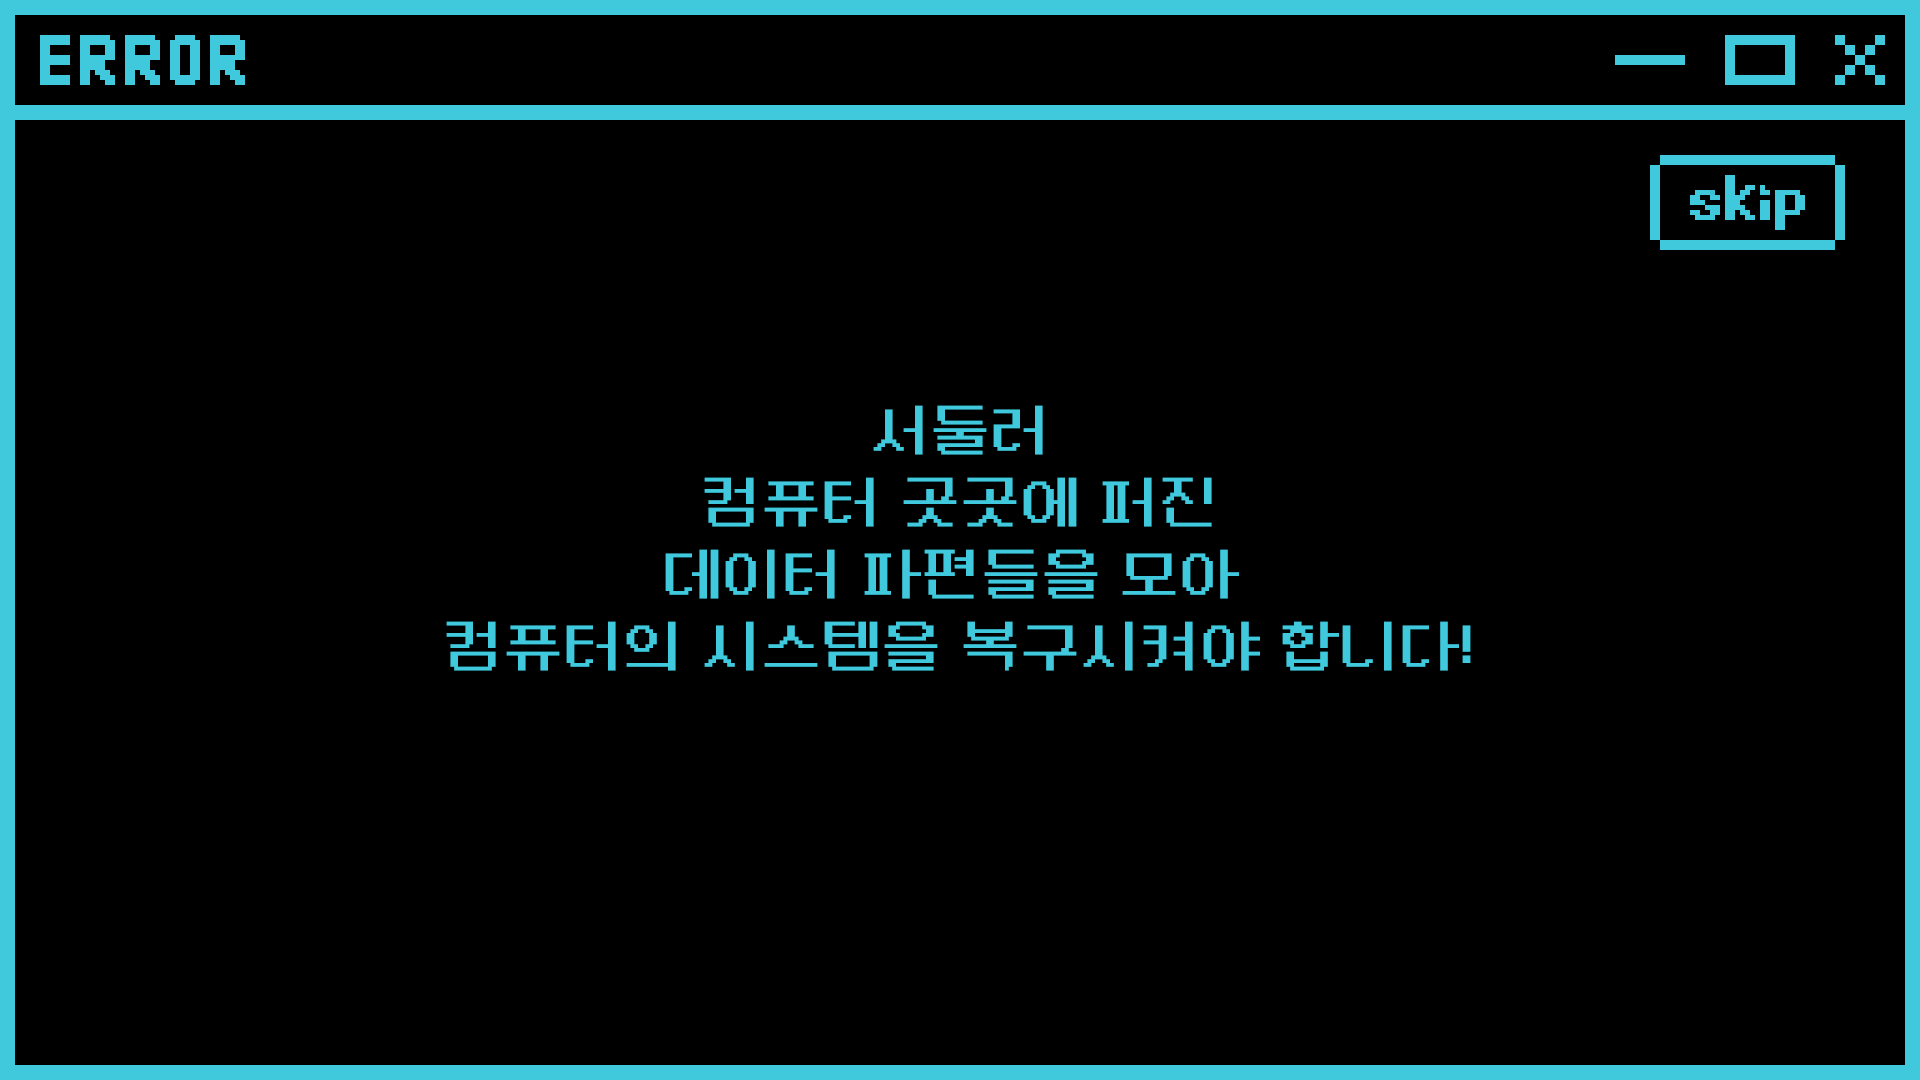 ERROR
skip
서둘러
컴퓨터 곳곳에 퍼진
데이터 파편들을 모아
컴퓨터의 시스템을 복구시켜야 합니다!